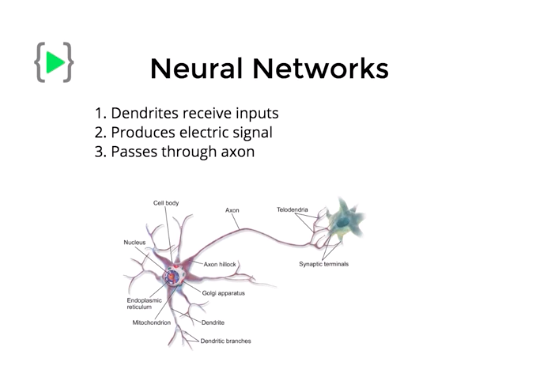 Neural Networks
1. Dendrites receive inputs
2. Produces electric signal
3. Passes through axon
Cell body
Axon
Telodendria
Nucleus
Axon hillock
Synaptic terminals
Golgi apparatus
Endoplasmic
reticulum
Mitochondrion
Dendrite
Dendritic branches